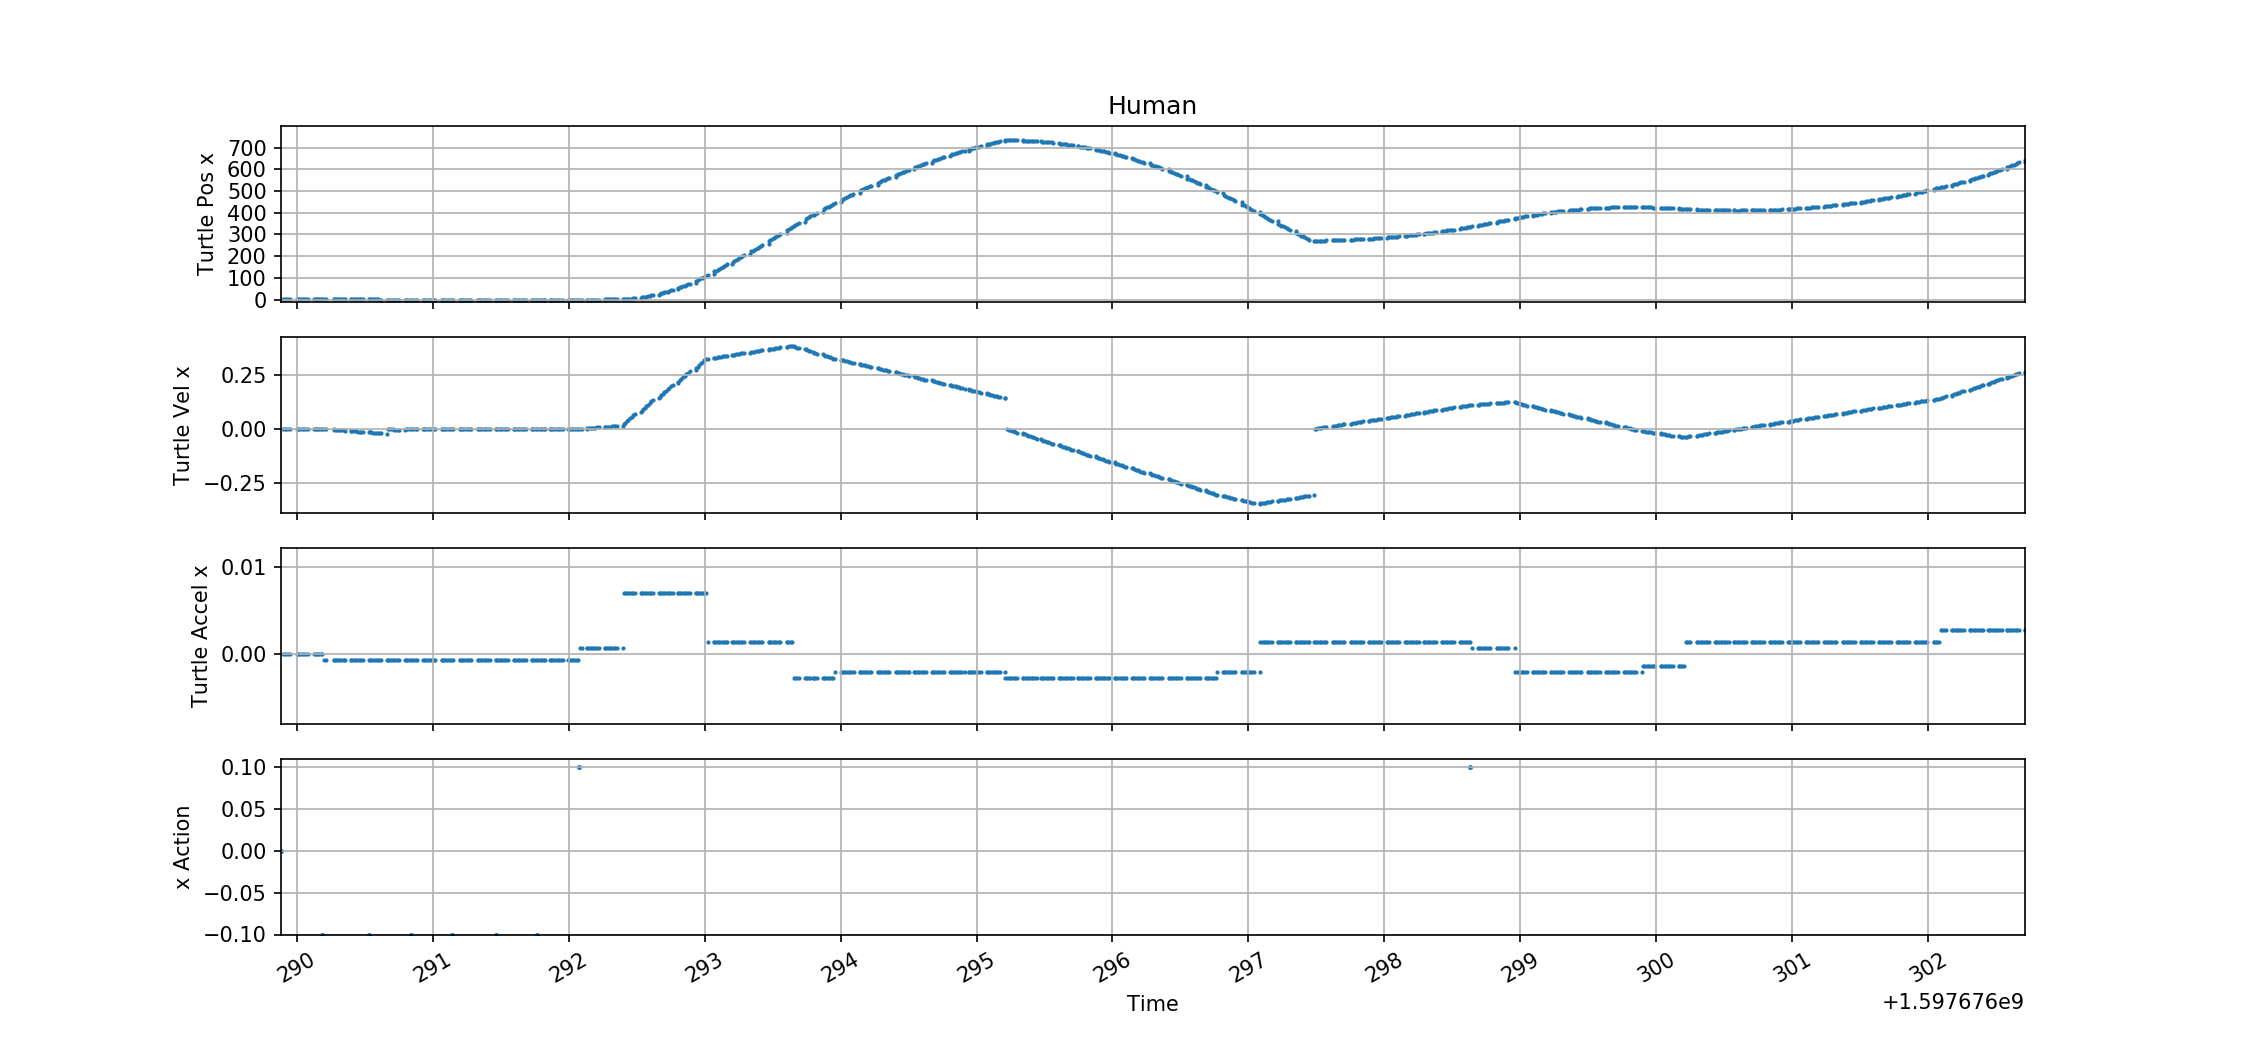 Human
Turtle Pos x
700
600
500
400
300
200
100
0
Turtle Vel x
0.25
0.00
−0.25
Turtle Accel x
0.01
0.00
x Action
0.10
0.05
0.00
−0.05
−0.10
290 291 292 293 294 295 296 297 298 299 300 301 302
Time
+1.597676e9